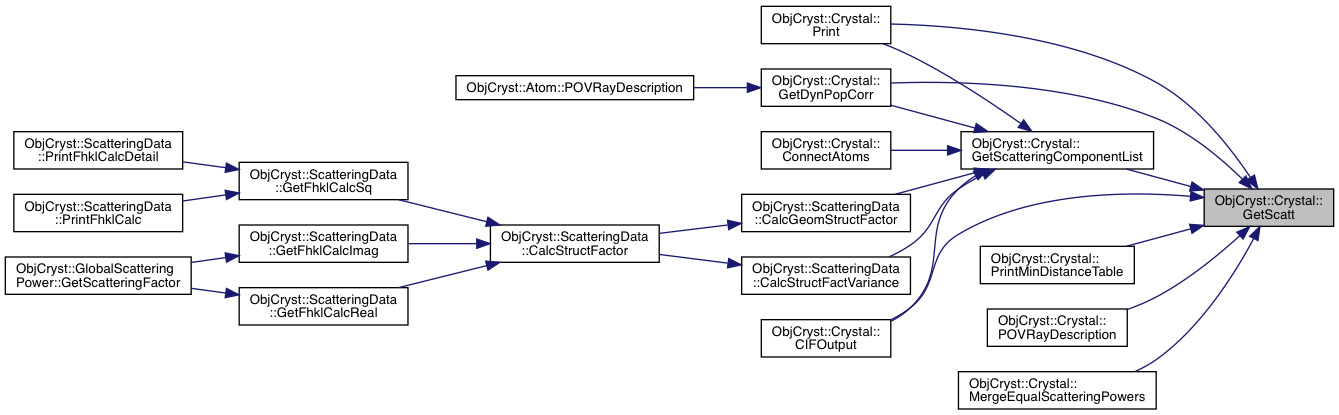 ObjCryst::Crystal::
Print
ObjCryst::Crystal::
GetDynPopCorr
ObjCryst::Atom::POVRayDescription
ObjCryst::ScatteringData
::PrintFhklCalcDetail
ObjCryst::Crystal::
ConnectAtoms
ObjCryst::Crystal::
GetScatteringComponentList
ObjCryst::ScatteringData
::GetFhklCalcSq
ObjCryst::ScatteringData
::PrintFhklCalc
ObjCryst::ScatteringData
::CalcGeomStructFactor
ObjCryst::Crystal::
GetScatt
ObjCryst::ScatteringData
::GetFhklCalcImag
ObjCryst::ScatteringData
::CalcStructFactor
ObjCryst::GlobalScattering
Power::GetScatteringFactor
ObjCryst::ScatteringData
::CalcStructFactVariance
ObjCryst::Crystal::
PrintMinDistanceTable
ObjCryst::ScatteringData
::GetFhklCalcReal
ObjCryst::Crystal::
CIFOutput
ObjCryst::Crystal::
POVRayDescription
ObjCryst::Crystal::
MergeEqualScatteringPowers